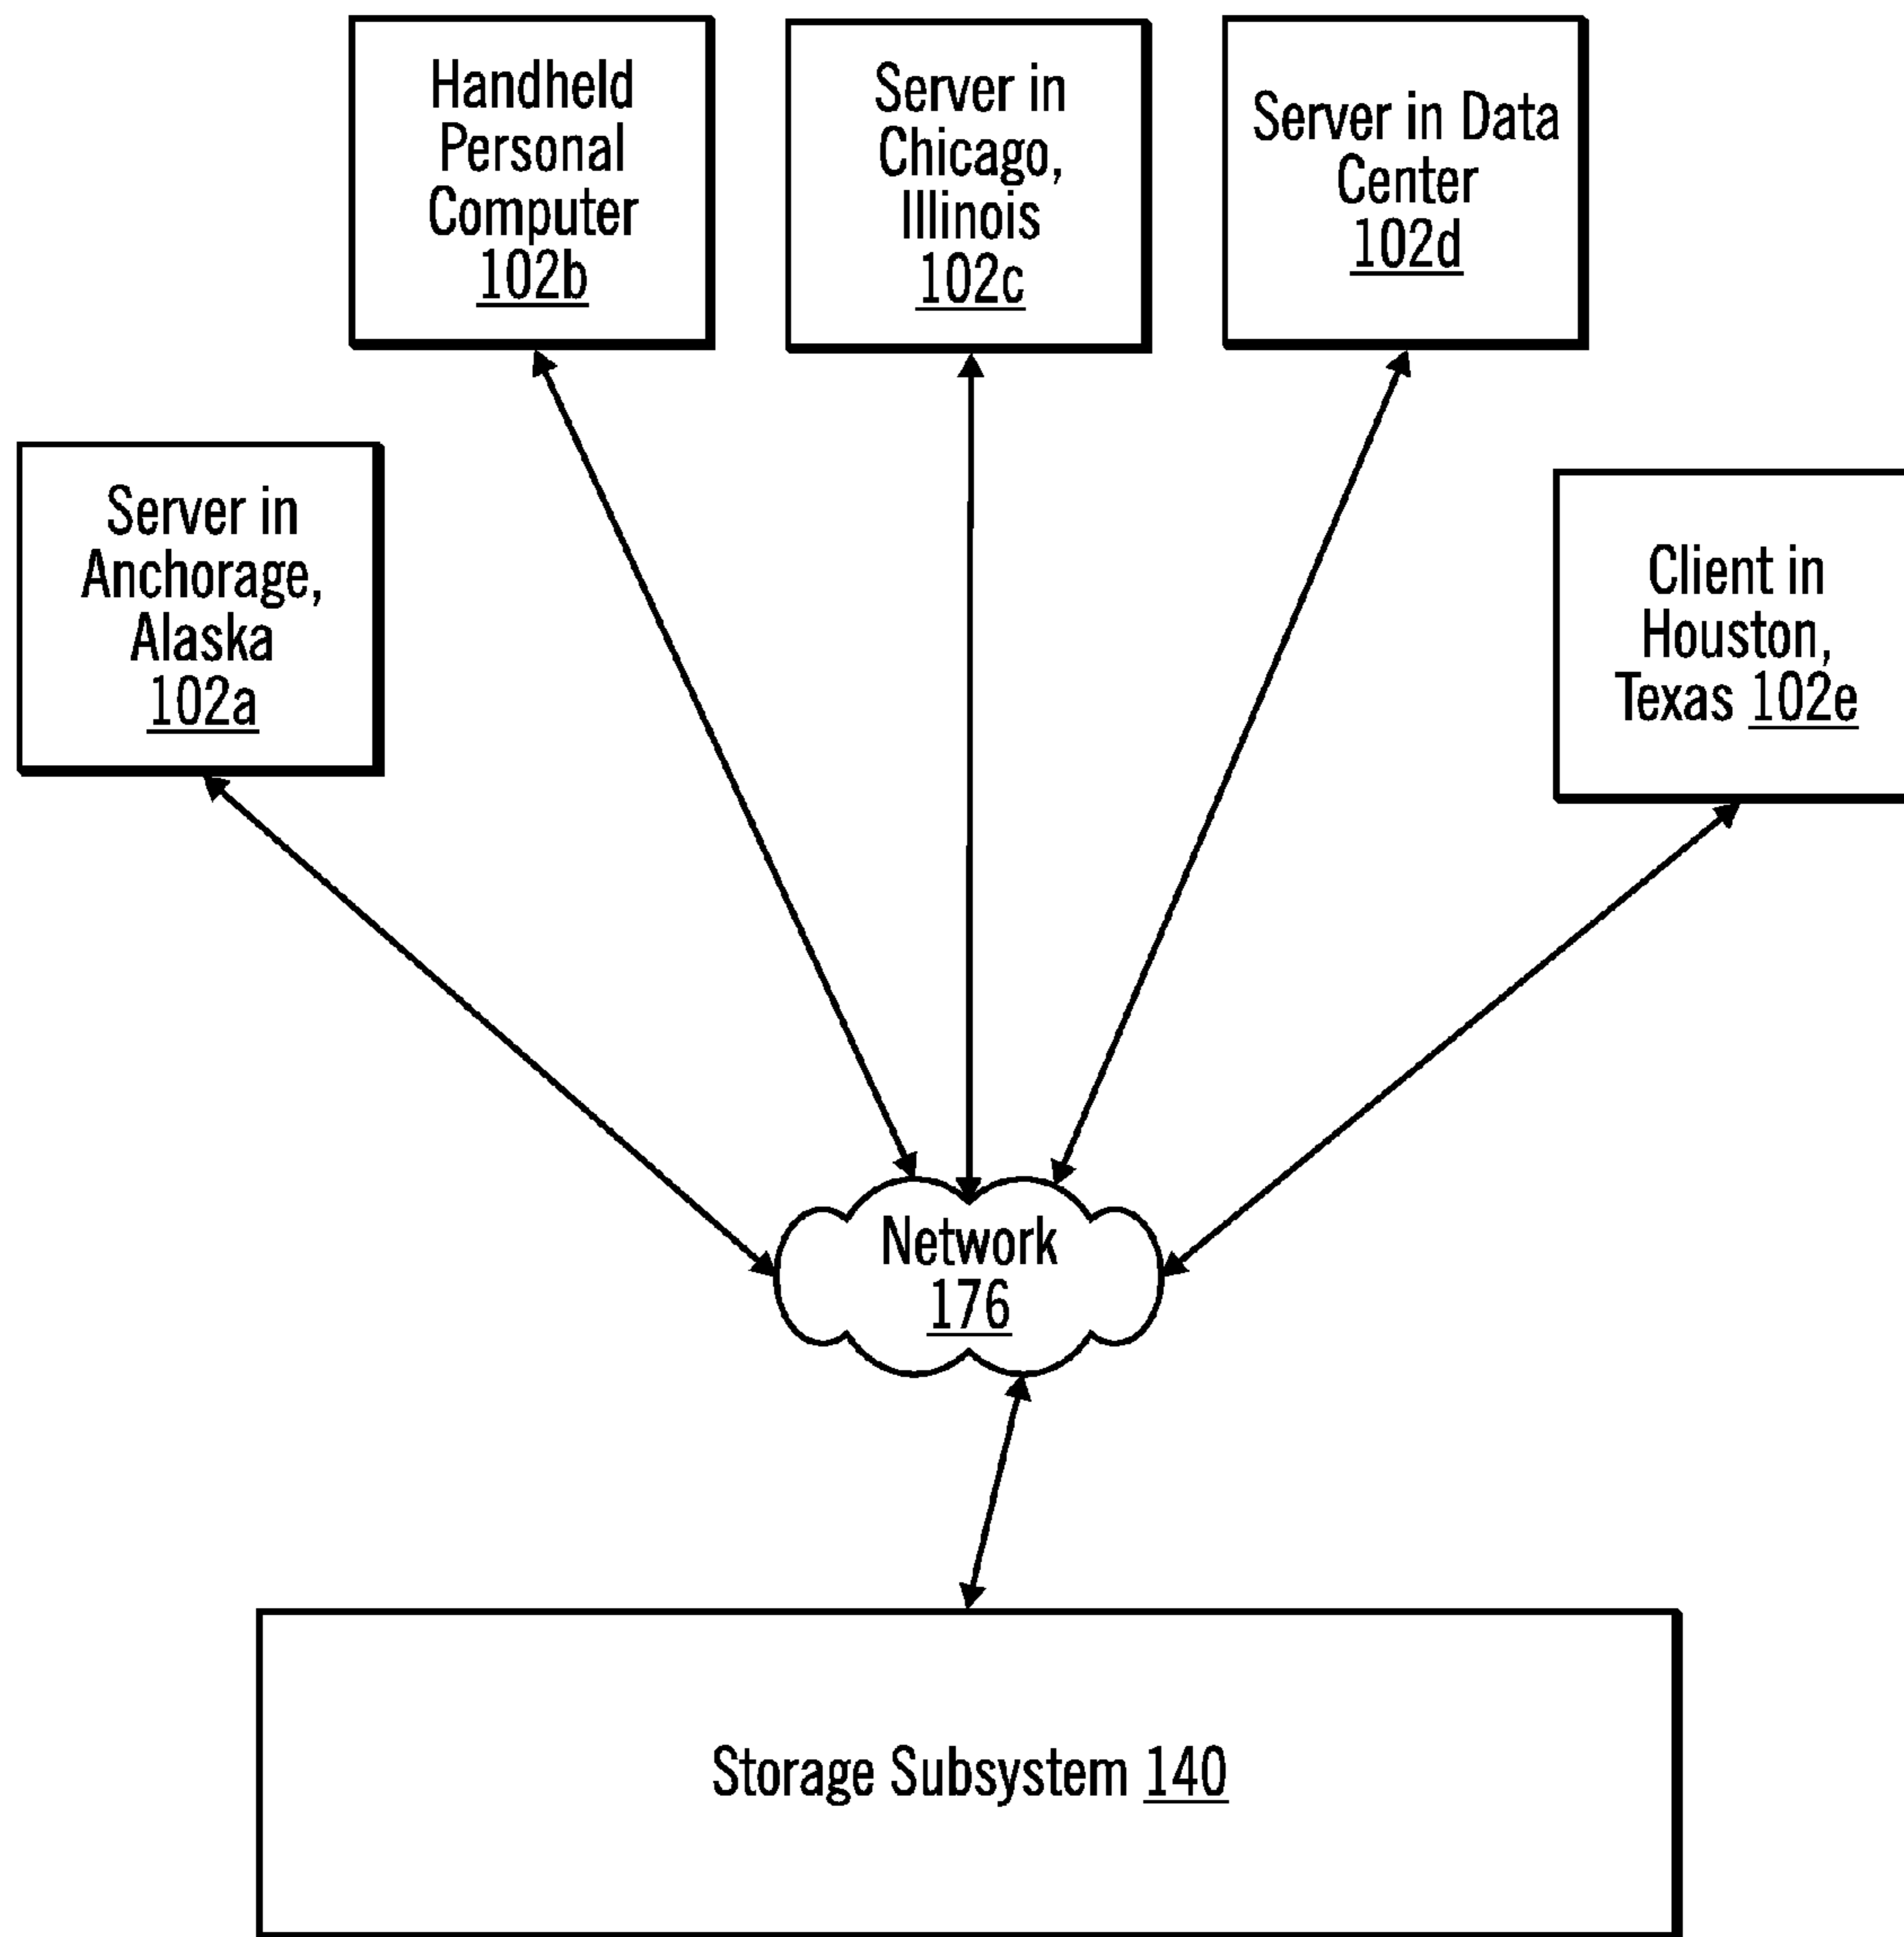 Handheld
Personal
Computer
102b
Server in
Chicago,
Illinois
102c
Server in Data
Center
102d
Server in
Anchorage,
Alaska
102a
Client in
Houston,
Texas 102e
Network
176
Storage Subsystem 140